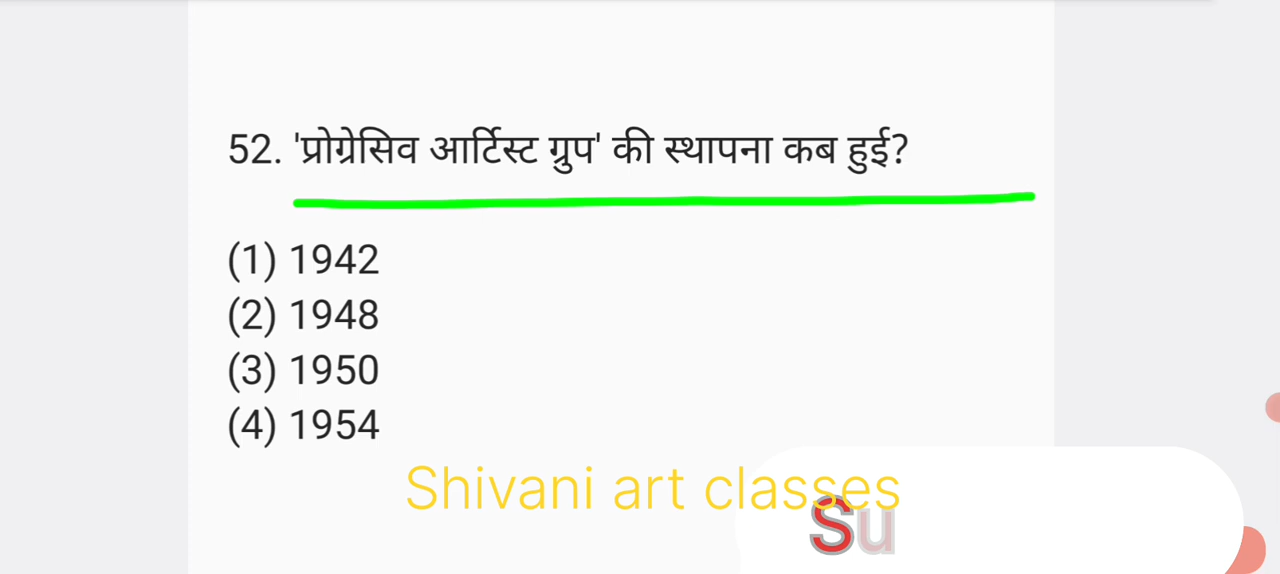 52. 'प्रोग्रेसिव आर्टिस्ट ग्रुप' की स्थापना कब हुई?
(1) 1942
(2) 1948
(3) 1950
(4) 1954
Shivani art classes
Su